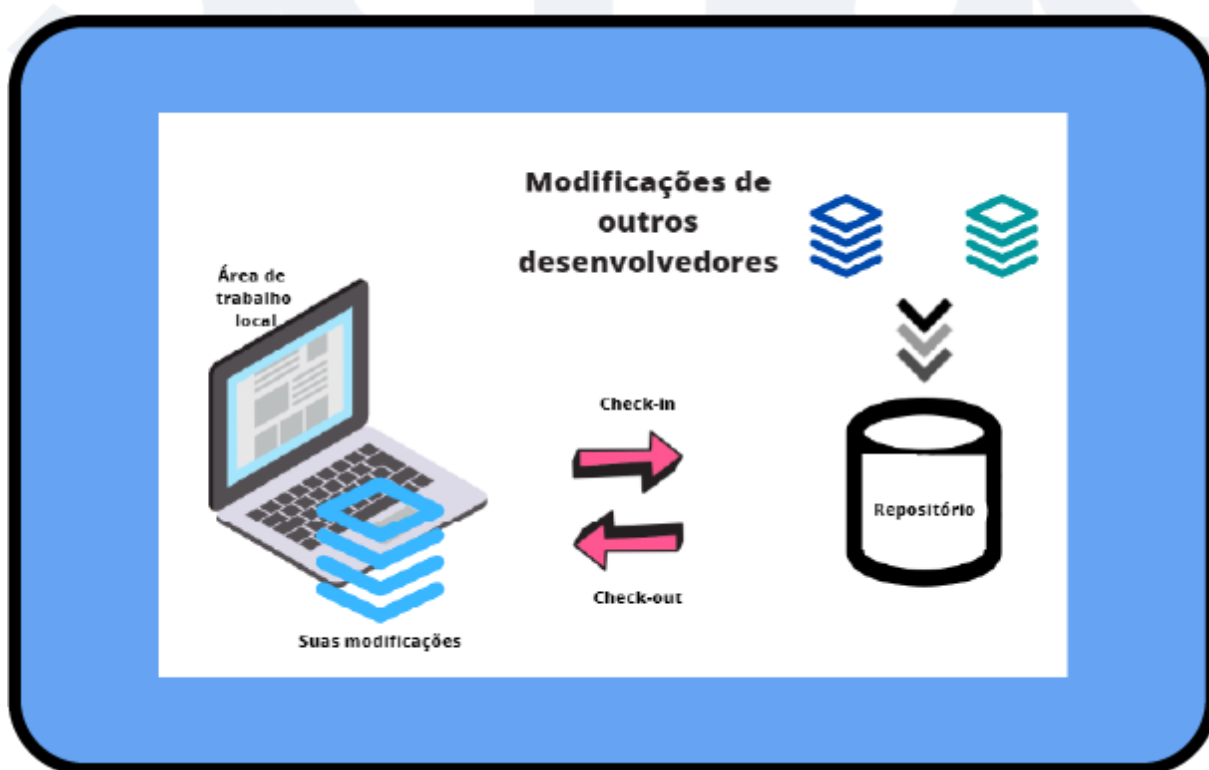 Modificações de
outros
desenvolvedores
Área de
trabalho
local
Check-in
Repositório
Check-out
Suas modificações